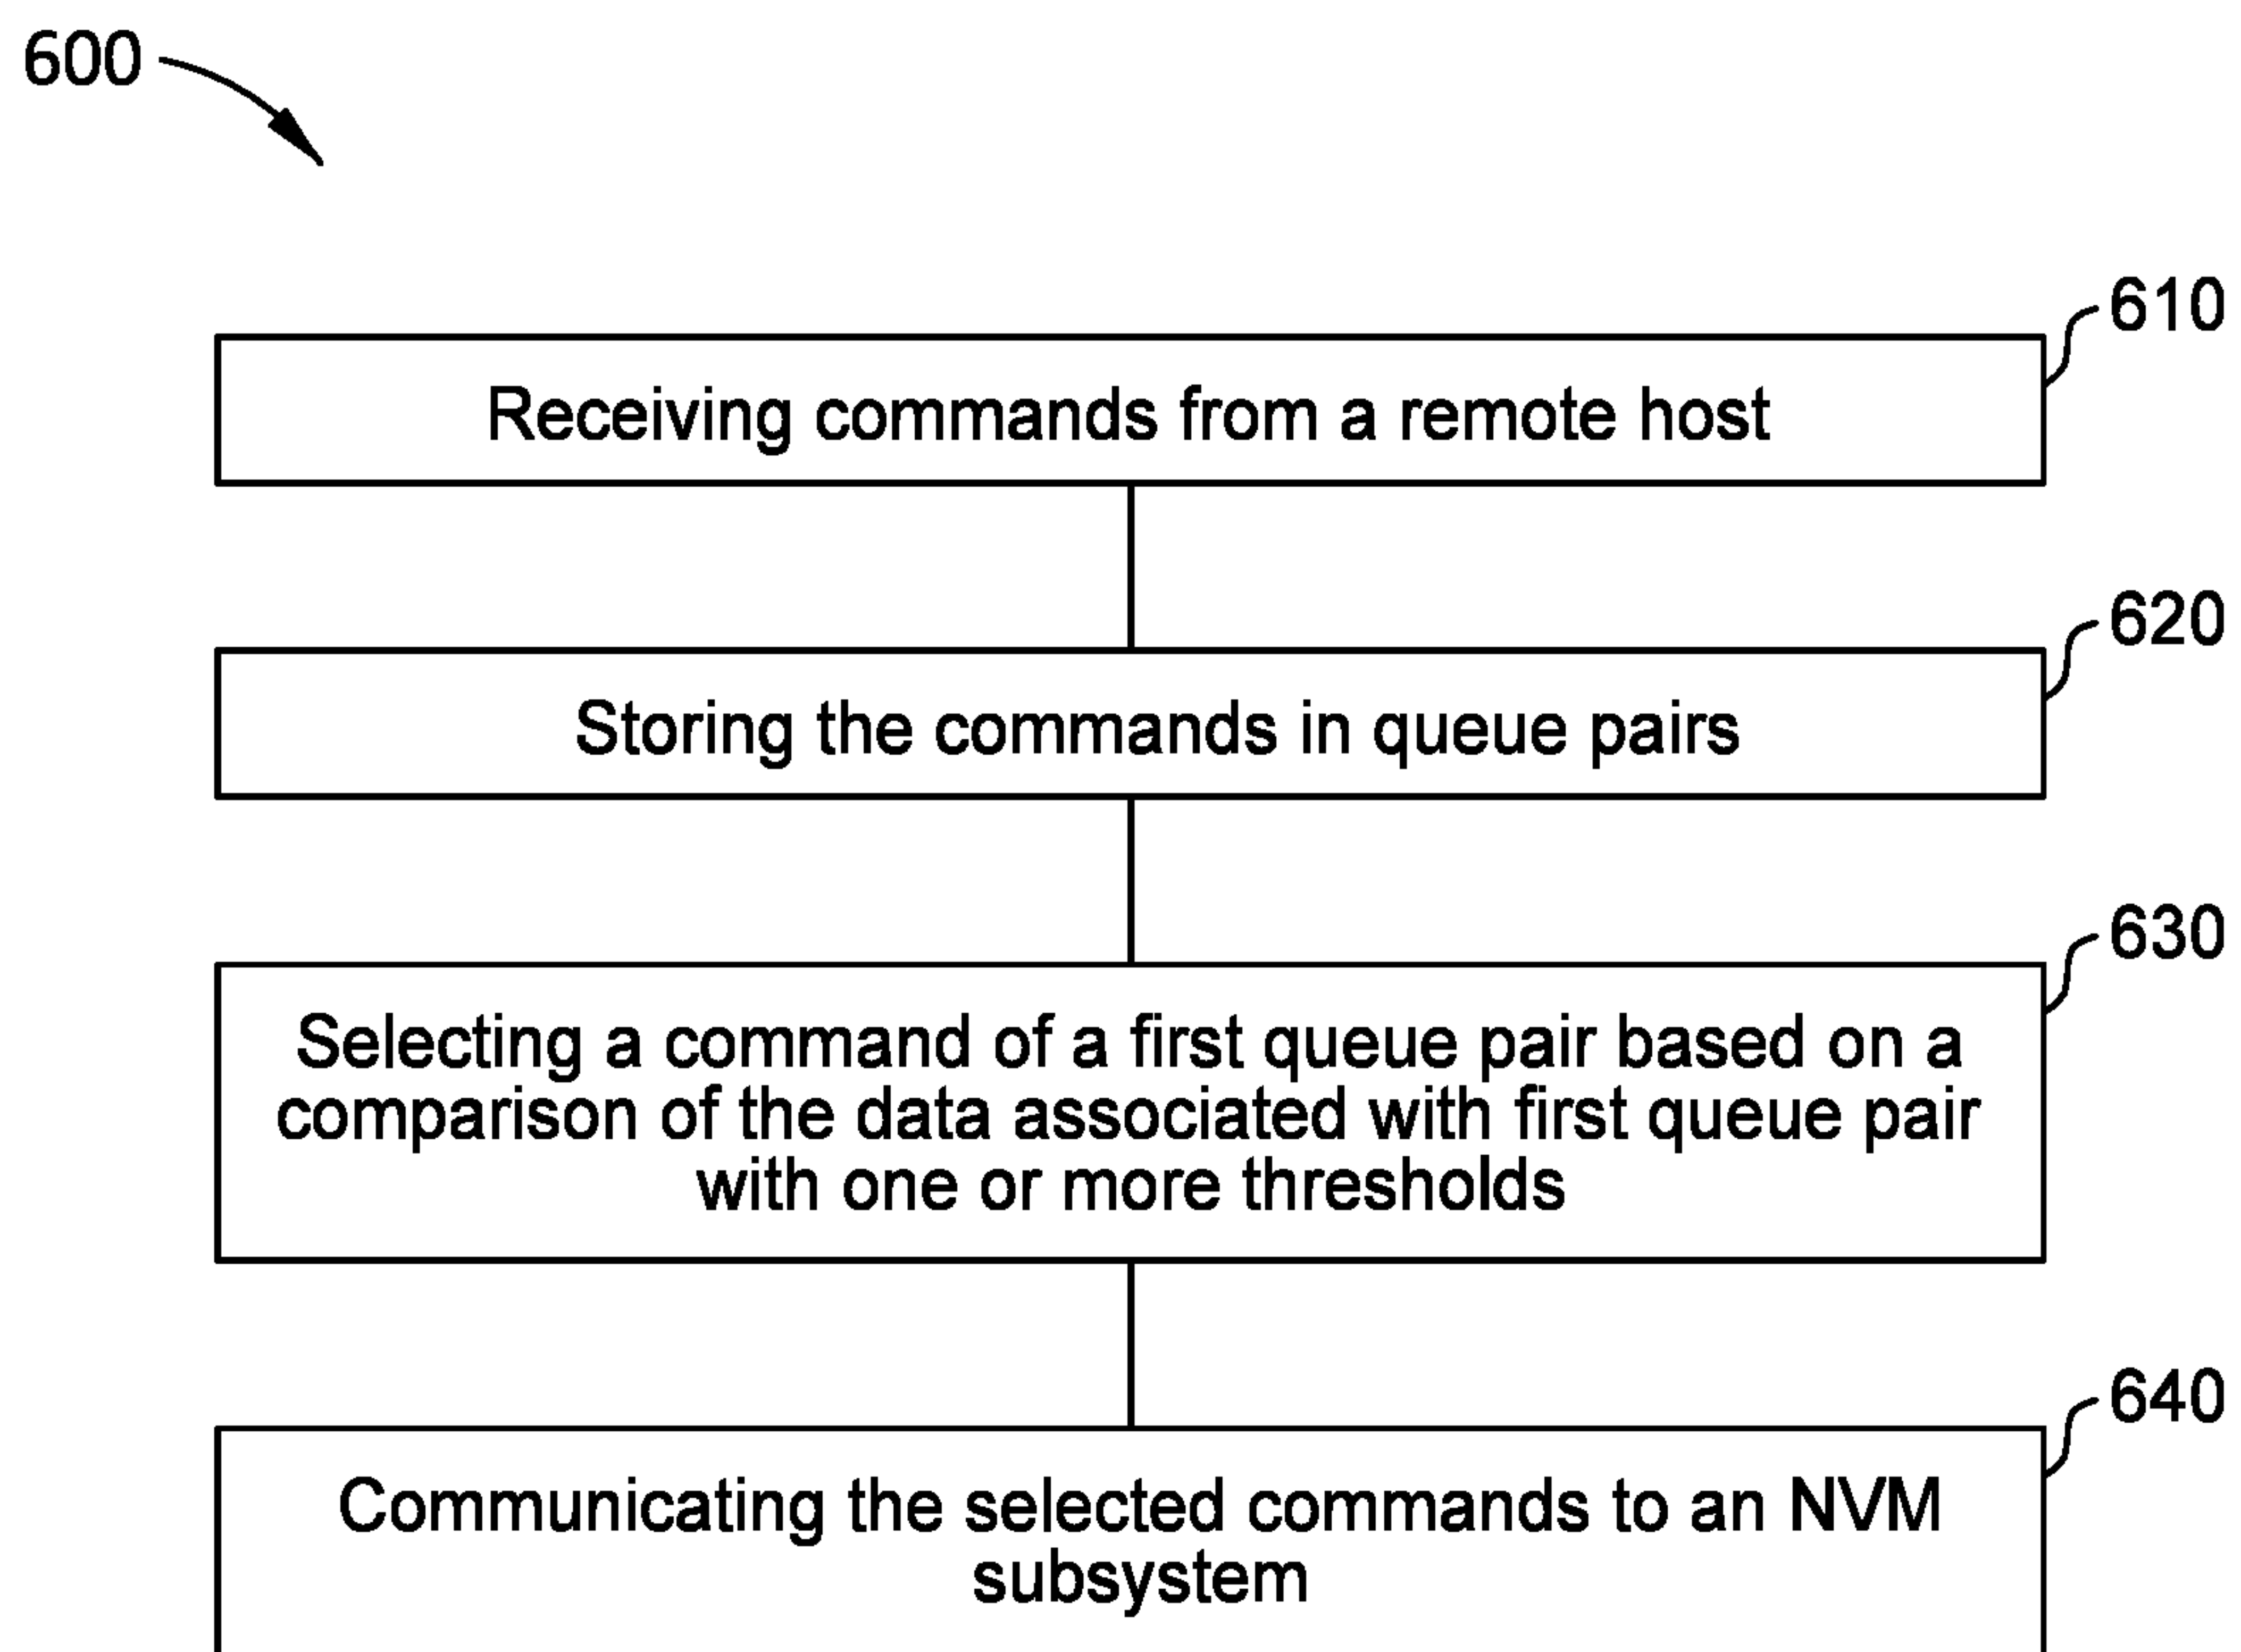 600
610
Receiving commands from a remote host
620
Storing the commands in queue pairs
630
Selecting a command of a first queue pair based on a
comparison of the data associated with first queue pair
with one or more thresholds
640
Communicating the selected commands to an NVM
subsystem